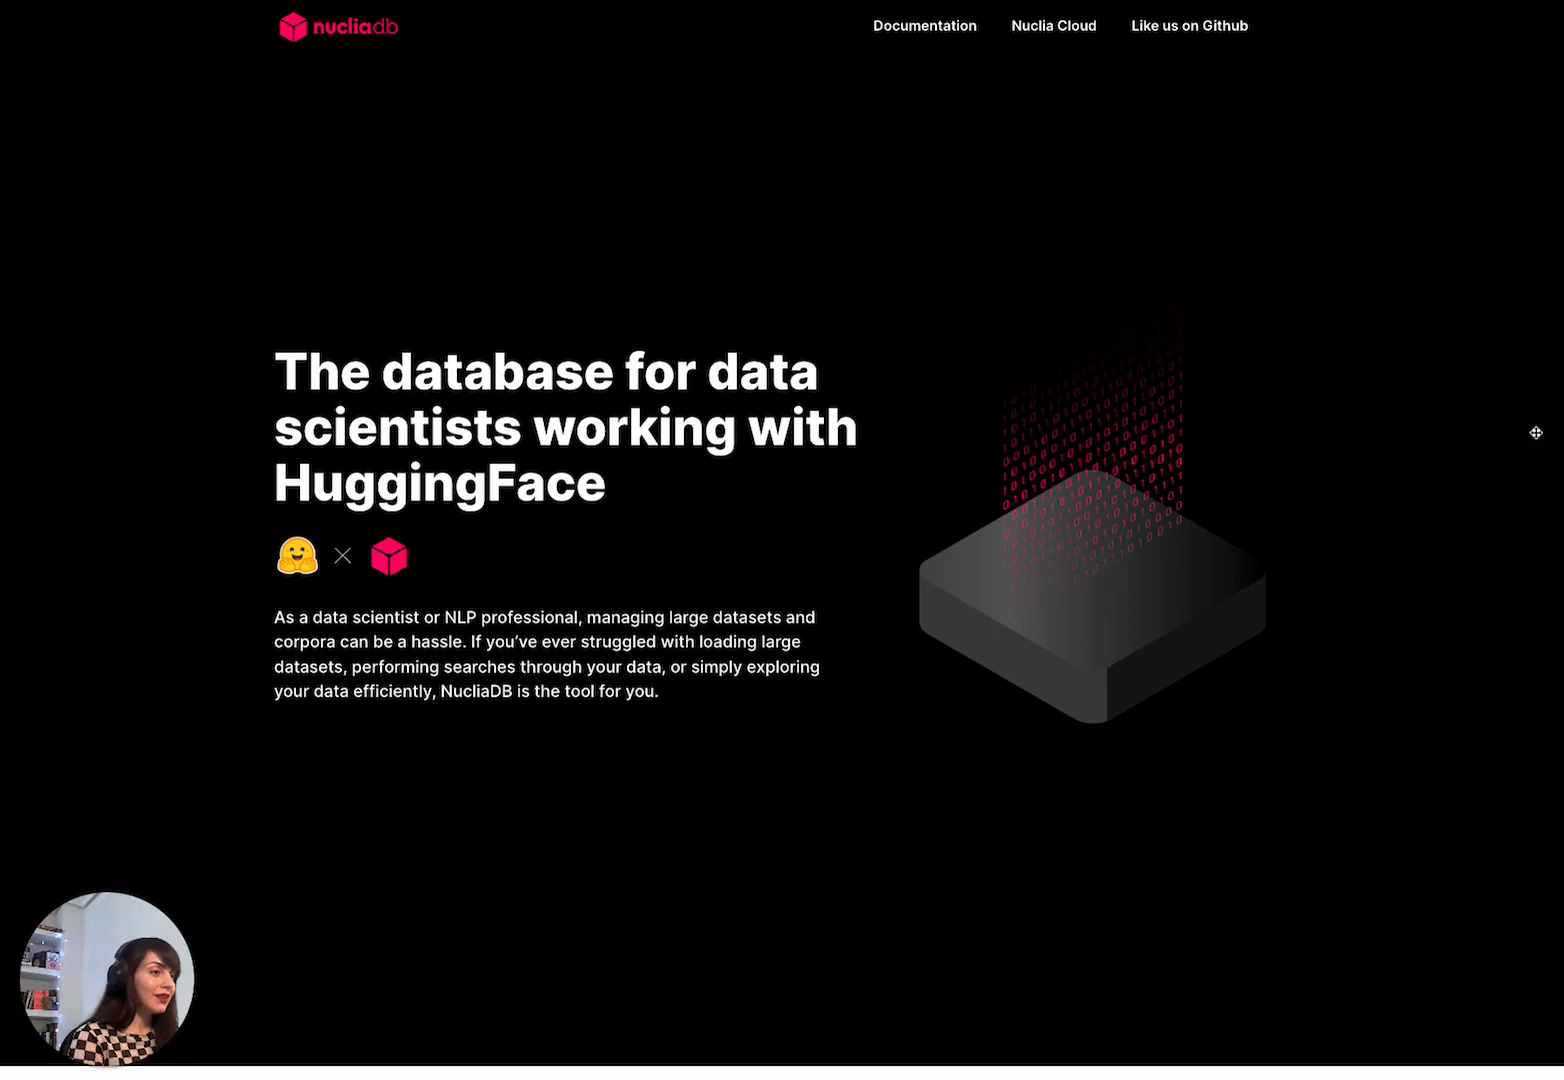 nucliadb
Documentation
Nuclia Cloud
Like us on Github
The database for data
scientists working with
HuggingFace
As a data scientist or NLP professional, managing large datasets and
corpora can be a hassle. If you’ve ever struggled with loading large
datasets, performing searches through your data, or simply exploring
your data efficiently, NucliaDB is the tool for you.